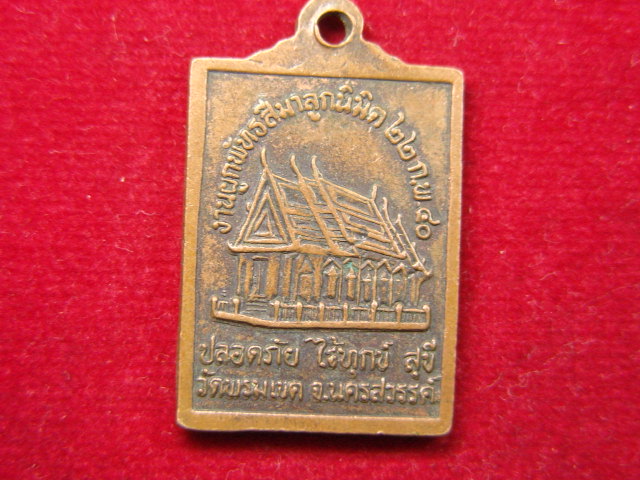 งานผูกพัทธสีมาลูกนิมิต ๒๒ ก.พ ๔๐
ปลอดภัย ไร้ทุกข์ สุขี
วัดพรมเขต จ.นครสวรรค์